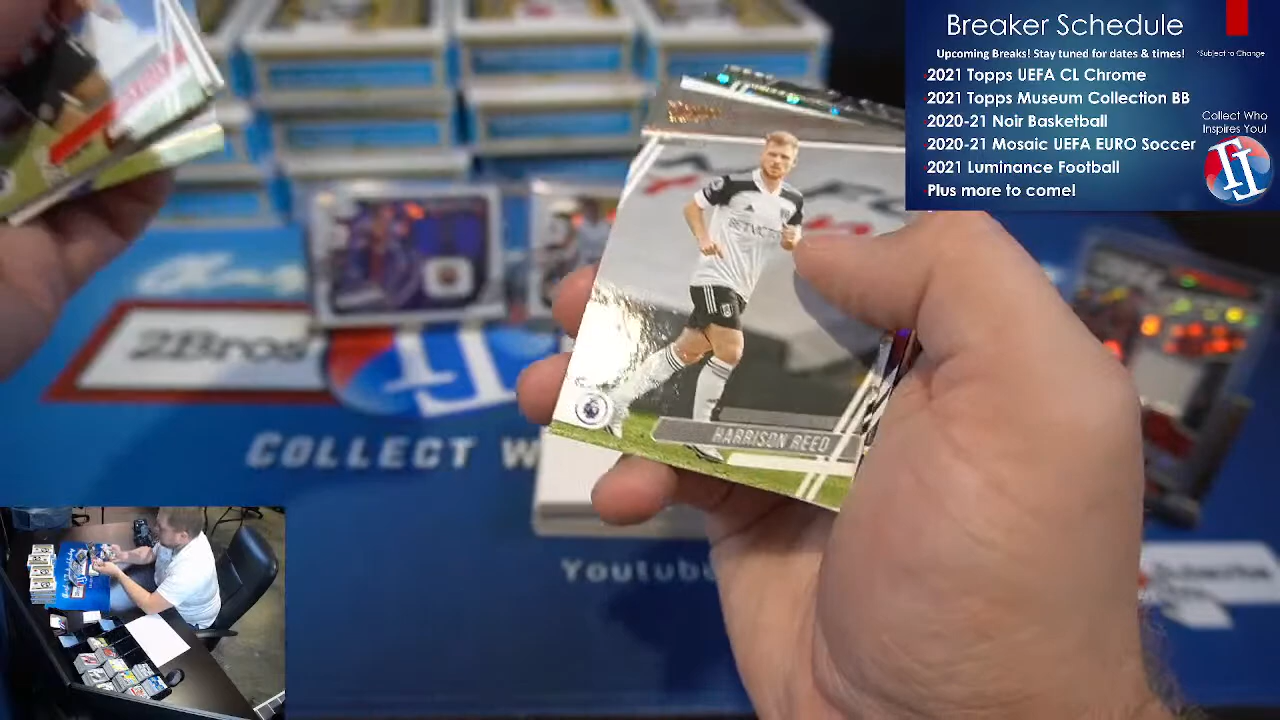 Breaker Schedule
Upcoming Breaks! Stay tuned for dates & times!
*Subject to Change
2021 Topps UEFA CL Chrome
2021 Topps Museum Collection BB
2020-21 Noir Basketball
2020-21 Mosaic UEFA EURO Soccer
2021 Luminance Football
Plus more to come!
Collect Who
Inspires You!
BETVICTOR
HARRISON REED
2Bros
COLLECT W
Youtube